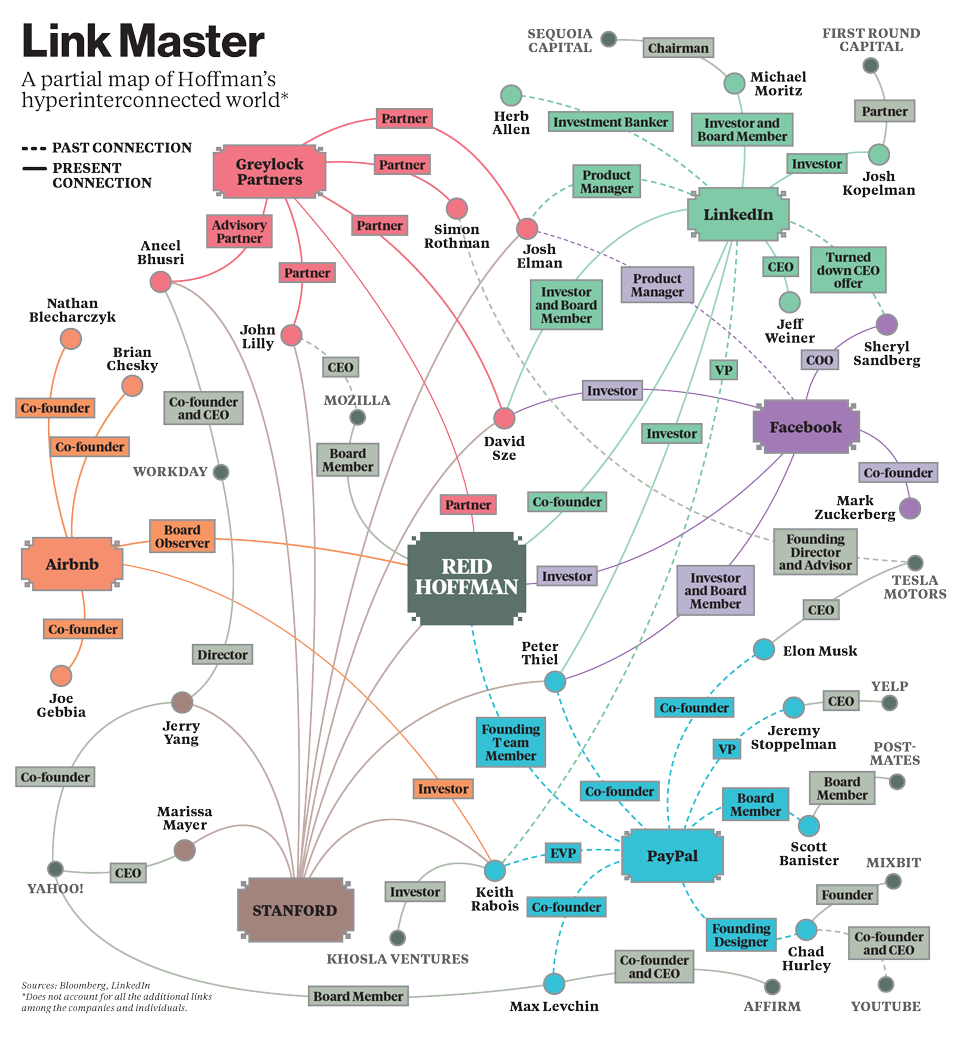 Link Master
A partial map of Hoffman's
hyperinterconnected world*
PAST CONNECTION
PRESENT
CONNECTION
SEQUOIA
CAPITAL
Chairman
Michael
Moritz
FIRST ROUND
CAPITAL
Partner
Herb
Allen
Investment Banker
Investor and
Board Member
Investor
Josh
Kopelman
Partner
Greylock
Partners
Partner
Product
Manager
LinkedIn
Advisory
Partner
Simon
Rothman
Partner
Josh
Elman
Aneel
Bhusri
Partner
Product
Manager
CEO
Turned
down CEO
offer
Investor
and Board
Member
Jeff
Weiner
Sheryl
Sandberg
Nathan
Blecharczyk
John
Lilly
Brian
Chesky
CEO
VP
COO
MOZILLA
Investor
Co-founder
Co-founder
and CEO
Co-founder
Board
Member
David
Sze
Investor
Facebook
WORKDAY
Co-founder
Mark
Zuckerberg
Partner
Co-founder
Board
Observer
Airbnb
REID
HOFFMAN
Founding
Director
and Advisor
Investor
Investor
and Board
Member
TESLA
MOTORS
CEO
Co-founder
Director
Peter
Thiel
Elon Musk
Joe
Gebbia
Jerry
Yang
Co-founder
CEO
YELP
Jeremy
Stoppelman
Founding
Team
Member
VP
POST-
MATES
Co-founder
Investor
Co-founder
Board
Member
Board
Member
Marissa
Mayer
Scott
Banister
YAHOO!
CEO
EVP
PayPal
MIXBIT
STANFORD
Investor
Keith
Rabois
Co-founder
Founder
Founding
Designer
Chad
Hurley
Co-founder
and CEO
KHOSLA VENTURES
Co-founder
and CEO
Board Member
Max Levchin
AFFIRM
YOUTUBE
Sources: Bloomberg, LinkedIn
*Does not account for all the additional links
among the companies and individuals.